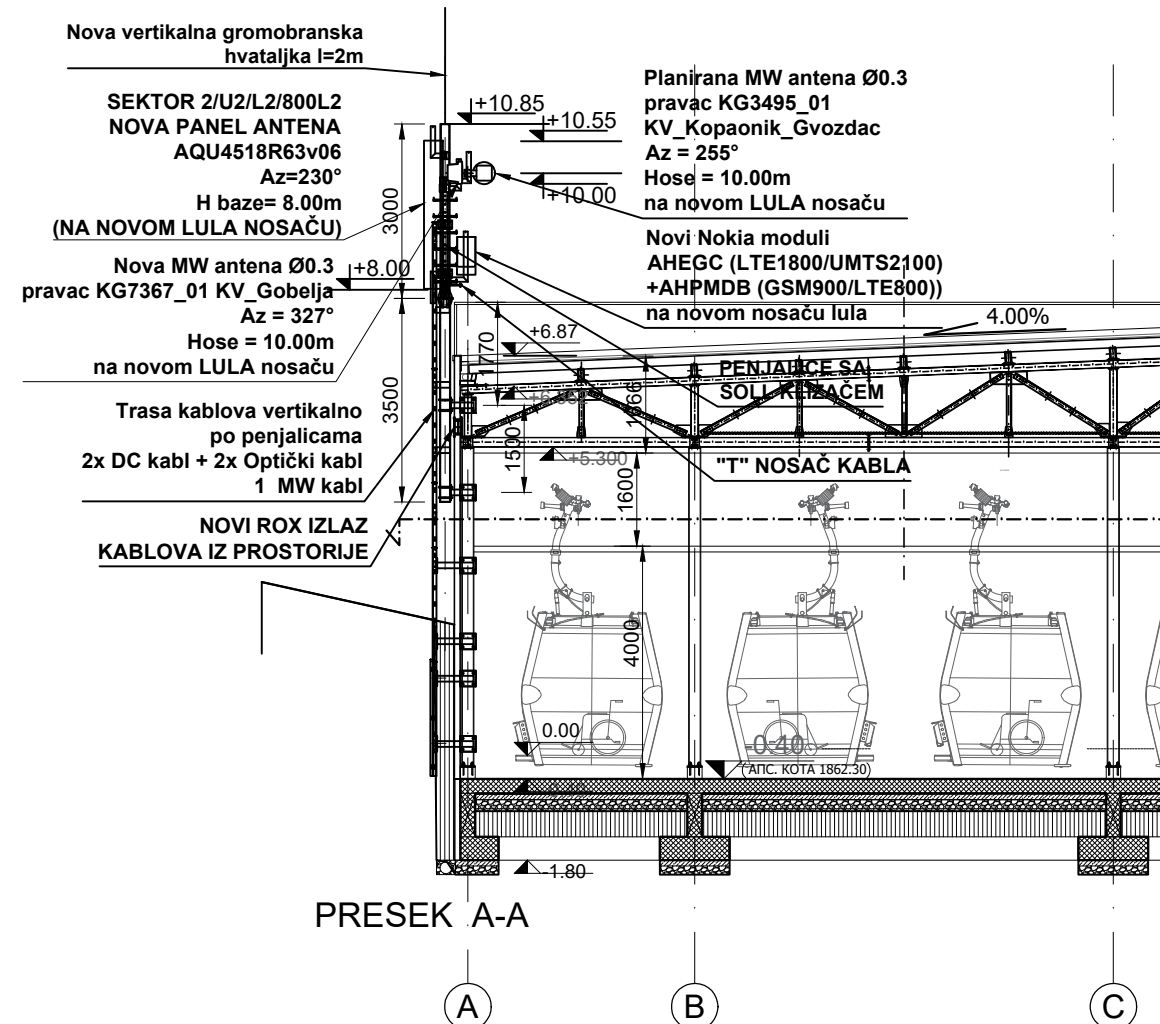 Nova vertikalna gromobranska
hvataljka l=2m
SEKTOR 2/U2/L2/800L2
NOVA PANEL ANTENA
AQU4518R63v06
Az=230°
H baze= 8.00m
(NA NOVOM LULA NOSAČU)
Nova MW antena Ø0.3
pravac KG7367_01 KV_Gobelja
Az = 327°
Hose = 10.00m
na novom LULA nosaču
Trasa kablova vertikalno
po penjalicama
2x DC kabl + 2x Optički kabl
1 MW kabl
NOVI ROX IZLAZ
KABLOVA IZ PROSTORIJE
+10.85
+10.55
+10.00
3000
+8.00
3500
1770
+6.87
1500
+5.300
1600
4000
Planirana MW antena Ø0.3
pravac KG3495_01
KV_Kopaonik_Gvozdac
Az = 255°
Hose = 10.00m
na novom LULA nosaču
Novi Nokia moduli
AHEGC (LTE1800/UMTS2100)
+AHPMDB (GSM900/LTE800))
na novom nosaču lula
4.00%
PENJALICE SA
SOLL KLIZAČEM
"T" NOSAČ KABLA
0.00
-0.40
(АПС. КОТА 1862.30)
-0.40
-1.80
PRESEK A-A
A
B
C